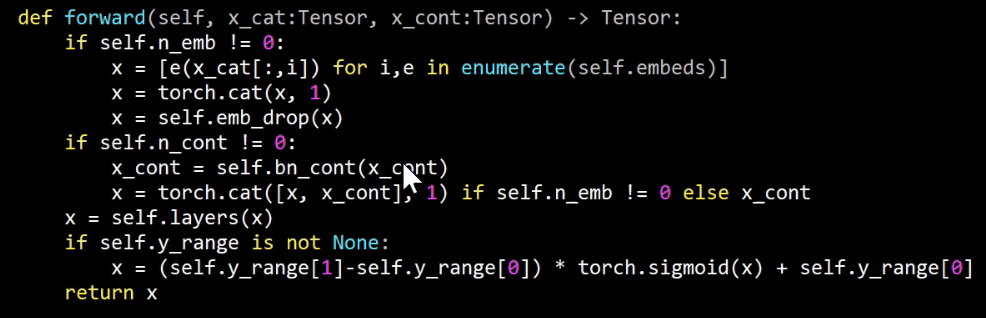 def forward(self, x_cat:Tensor, x_cont:Tensor) -> Tensor:
    if self.n_emb != 0:
        x = [e(x_cat[:,i]) for i,e in enumerate(self.embeds)]
        x = torch.cat(x, 1)
        x = self.emb_drop(x)
    if self.n_cont != 0:
        x_cont = self.bn_cont(x_cont)
        x = torch.cat([x, x_cont], 1) if self.n_emb != 0 else x_cont
    x = self.layers(x)
    if self.y_range is not None:
        x = (self.y_range[1]-self.y_range[0]) * torch.sigmoid(x) + self.y_range[0]
    return x